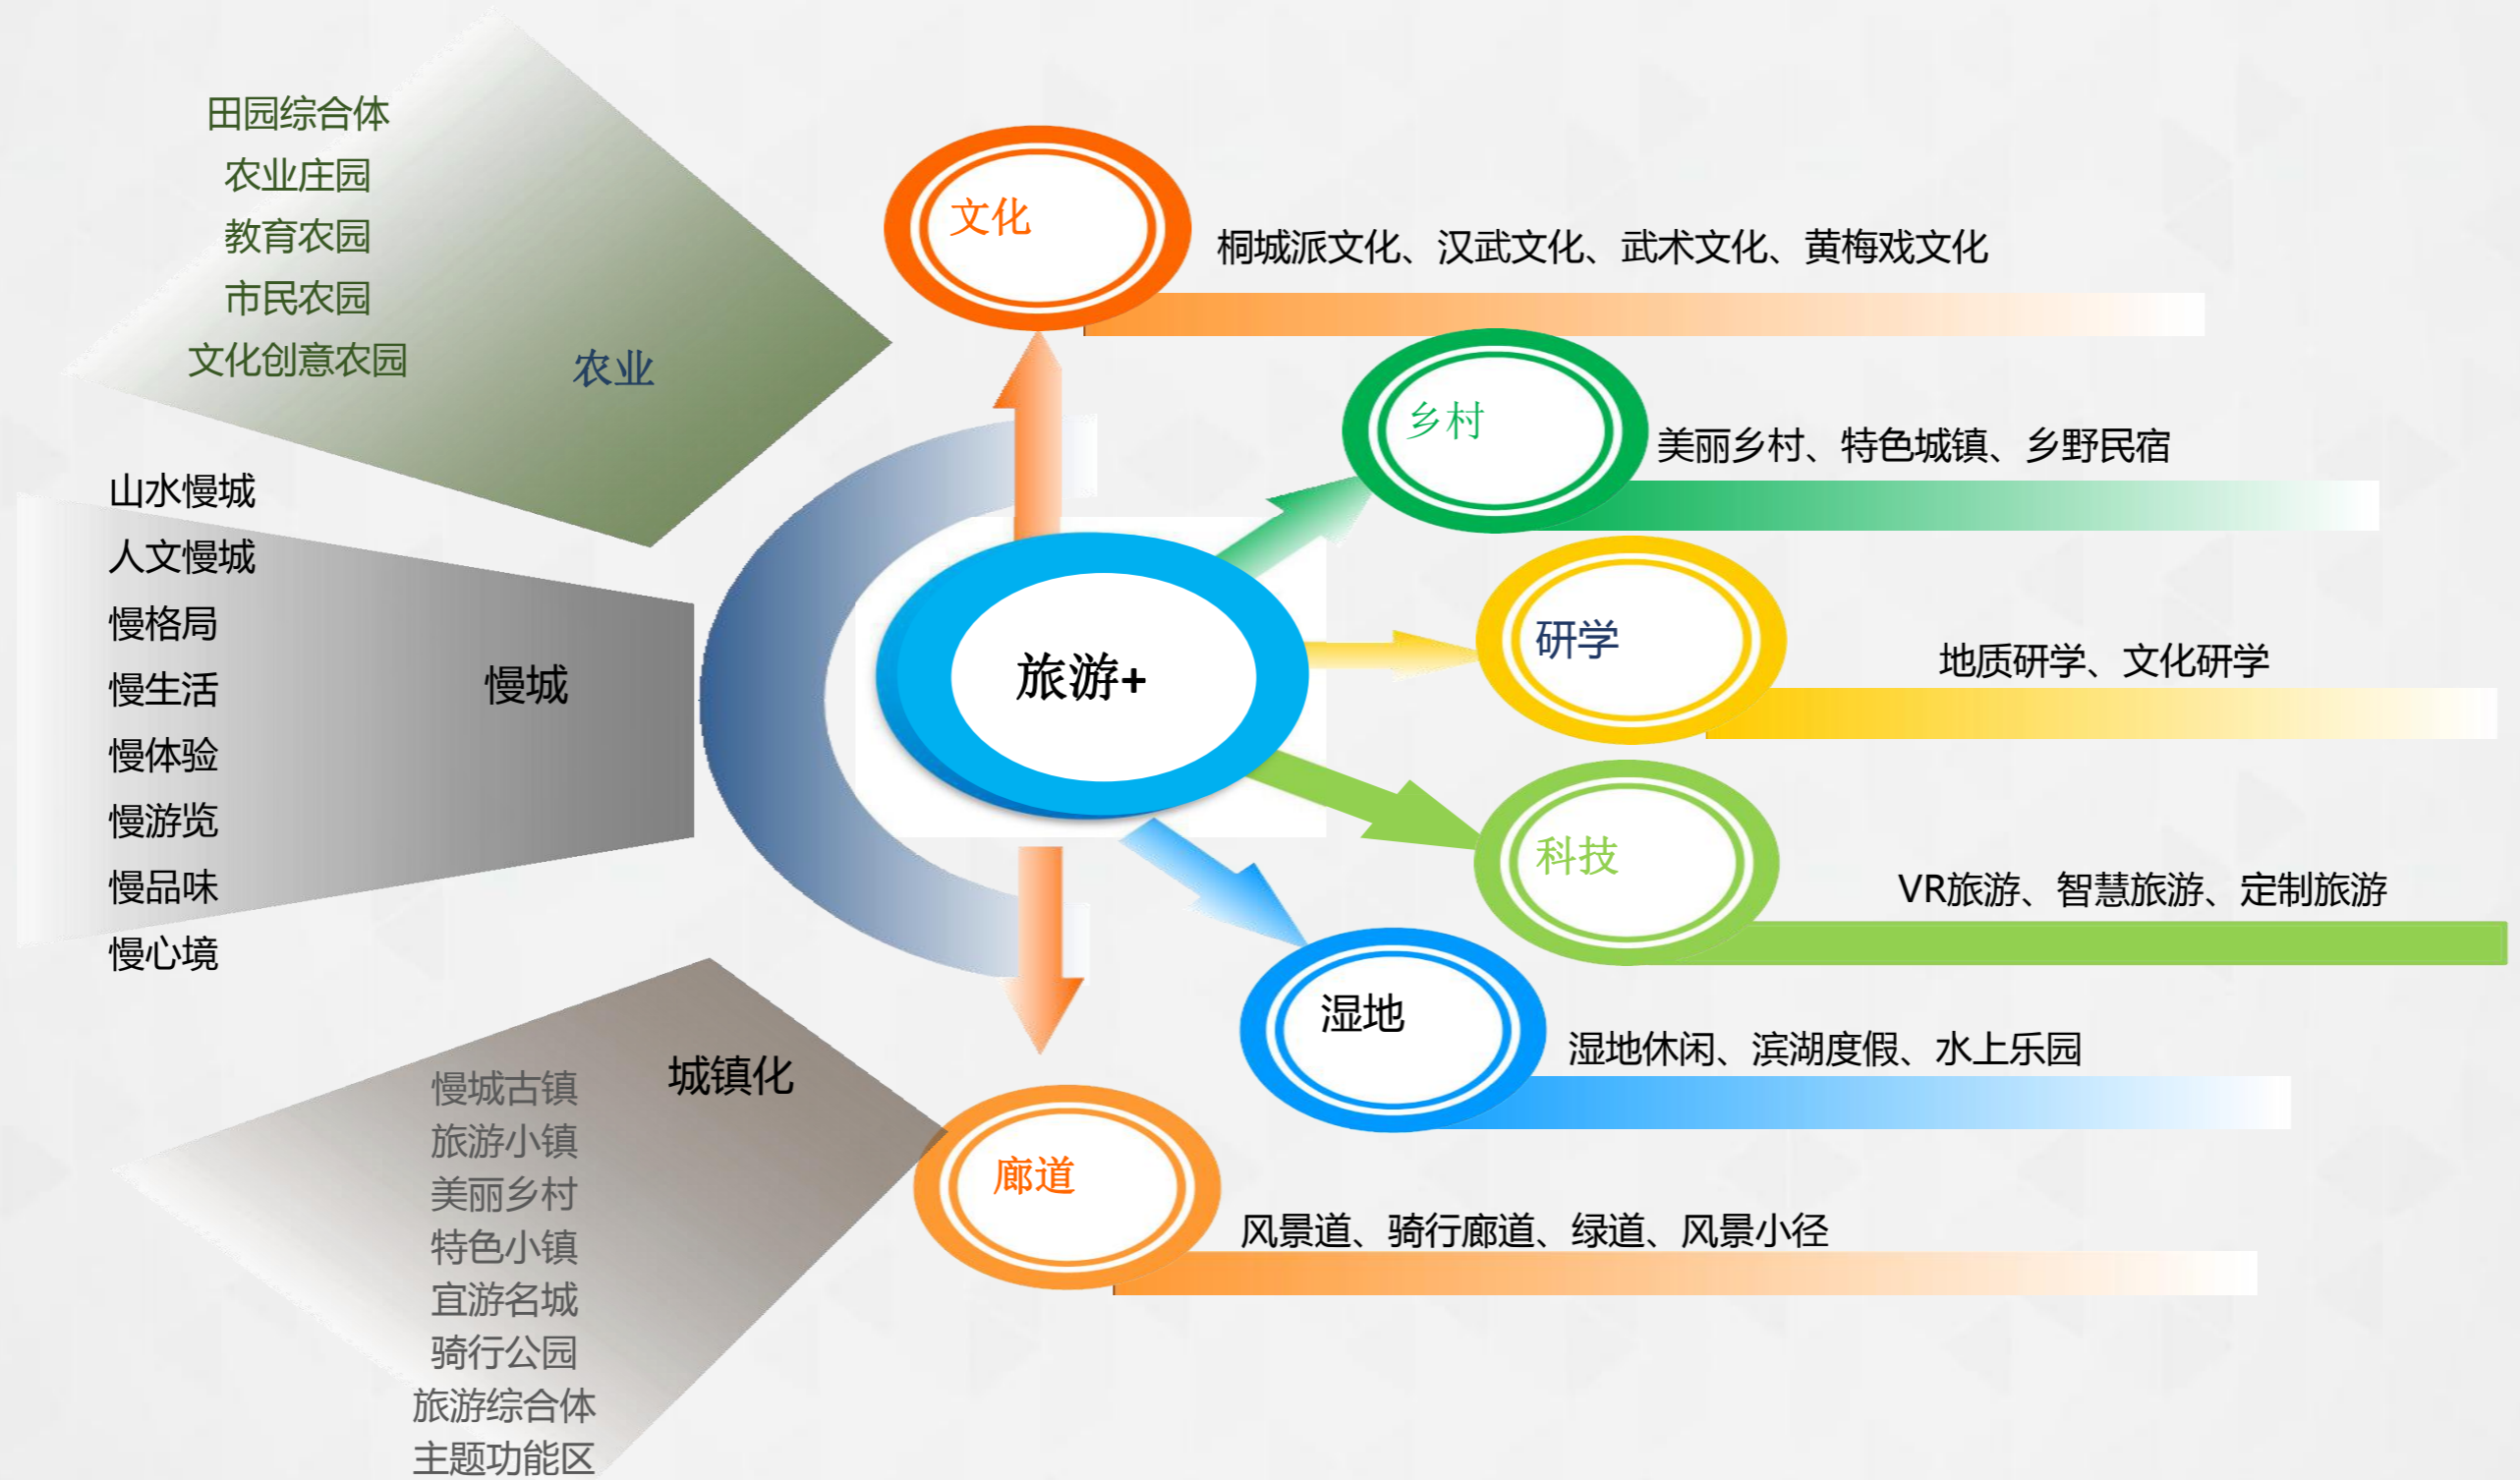 田园综合体
农业庄园
教育农园
市民农园
文化创意农园
农业
山水慢城
人文慢城
慢格局
慢生活
慢体验
慢游览
慢品味
慢心境
慢城
城镇化
慢城古镇
旅游小镇
美丽乡村
特色小镇
宜游名城
骑行公园
旅游综合体
主题功能区
旅游+
文化
桐城派文化、汉武文化、武术文化、黄梅戏文化
乡村
美丽乡村、特色城镇、乡野民宿
研学
地质研学、文化研学
科技
VR旅游、智慧旅游、定制旅游
湿地
湿地休闲、滨湖度假、水上乐园
廊道
风景道、骑行廊道、绿道、风景小径